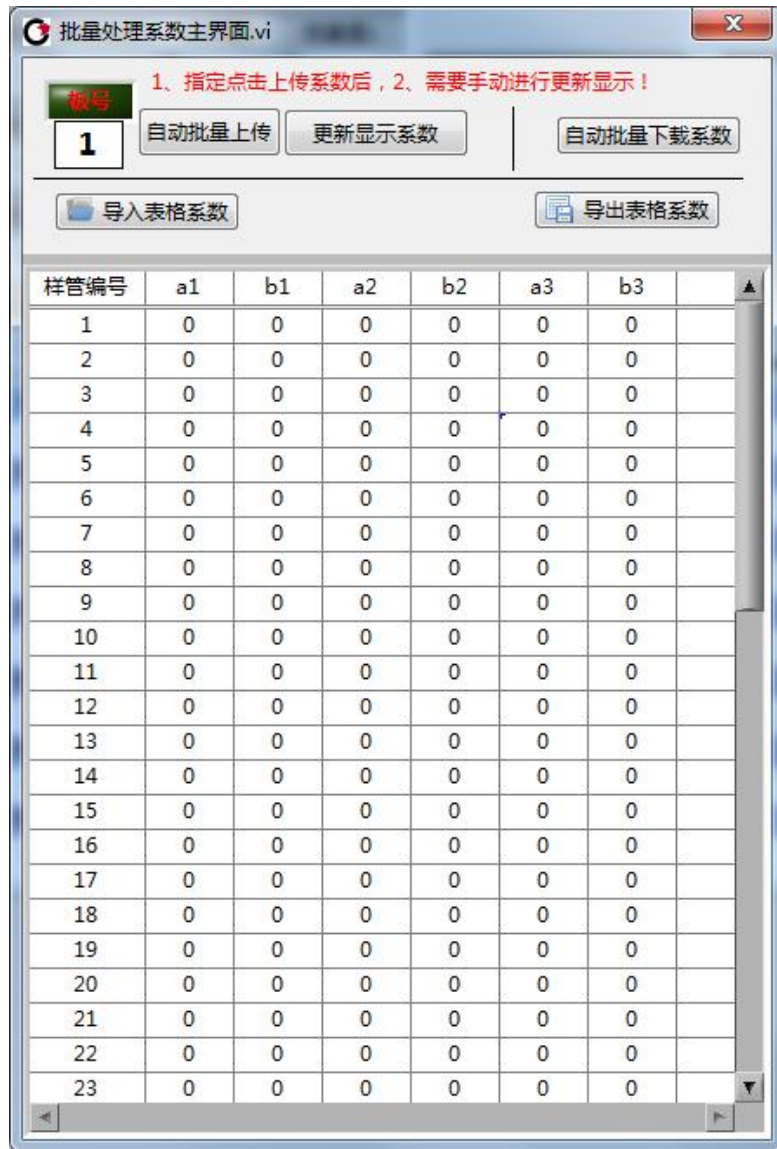 批量处理系数主界面.vi
1、指定点击上传系数后，2、需要手动进行更新显示！
板号
1
自动批量上传 更新显示系数 自动批量下载系数
导入表格系数 导出表格系数
样管编号 a1 b1 a2 b2 a3 b3
1 0 0 0 0 0 0
2 0 0 0 0 0 0
3 0 0 0 0 0 0
4 0 0 0 0 0 0
5 0 0 0 0 0 0
6 0 0 0 0 0 0
7 0 0 0 0 0 0
8 0 0 0 0 0 0
9 0 0 0 0 0 0
10 0 0 0 0 0 0
11 0 0 0 0 0 0
12 0 0 0 0 0 0
13 0 0 0 0 0 0
14 0 0 0 0 0 0
15 0 0 0 0 0 0
16 0 0 0 0 0 0
17 0 0 0 0 0 0
18 0 0 0 0 0 0
19 0 0 0 0 0 0
20 0 0 0 0 0 0
21 0 0 0 0 0 0
22 0 0 0 0 0 0
23 0 0 0 0 0 0